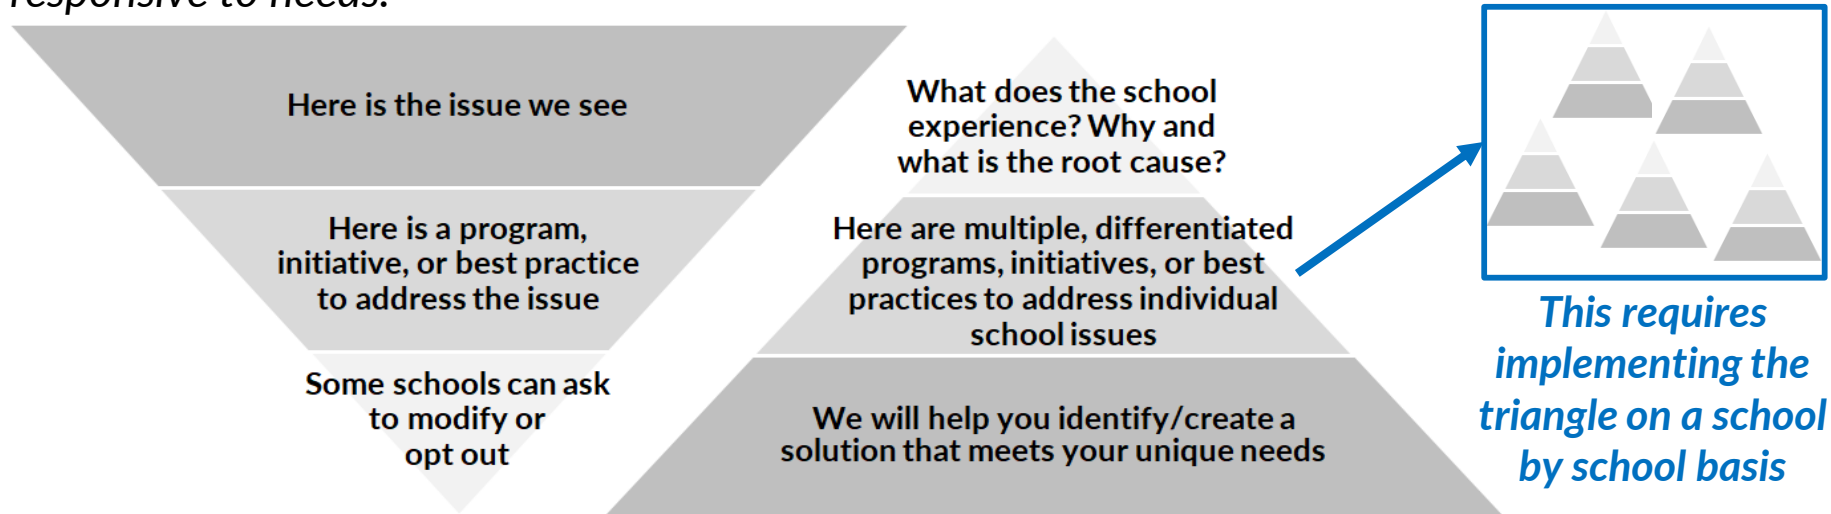 responsive to needs.
Here is the issue we see
Here is a program,
initiative, or best practice
to address the issue
Some schools can ask
to modify or
opt out
What does the school
experience? Why and
what is the root cause?
Here are multiple, differentiated
programs, initiatives, or best
practices to address individual
school issues
We will help you identify/create a
solution that meets your unique needs
This requires
implementing the
triangle on a school
by school basis